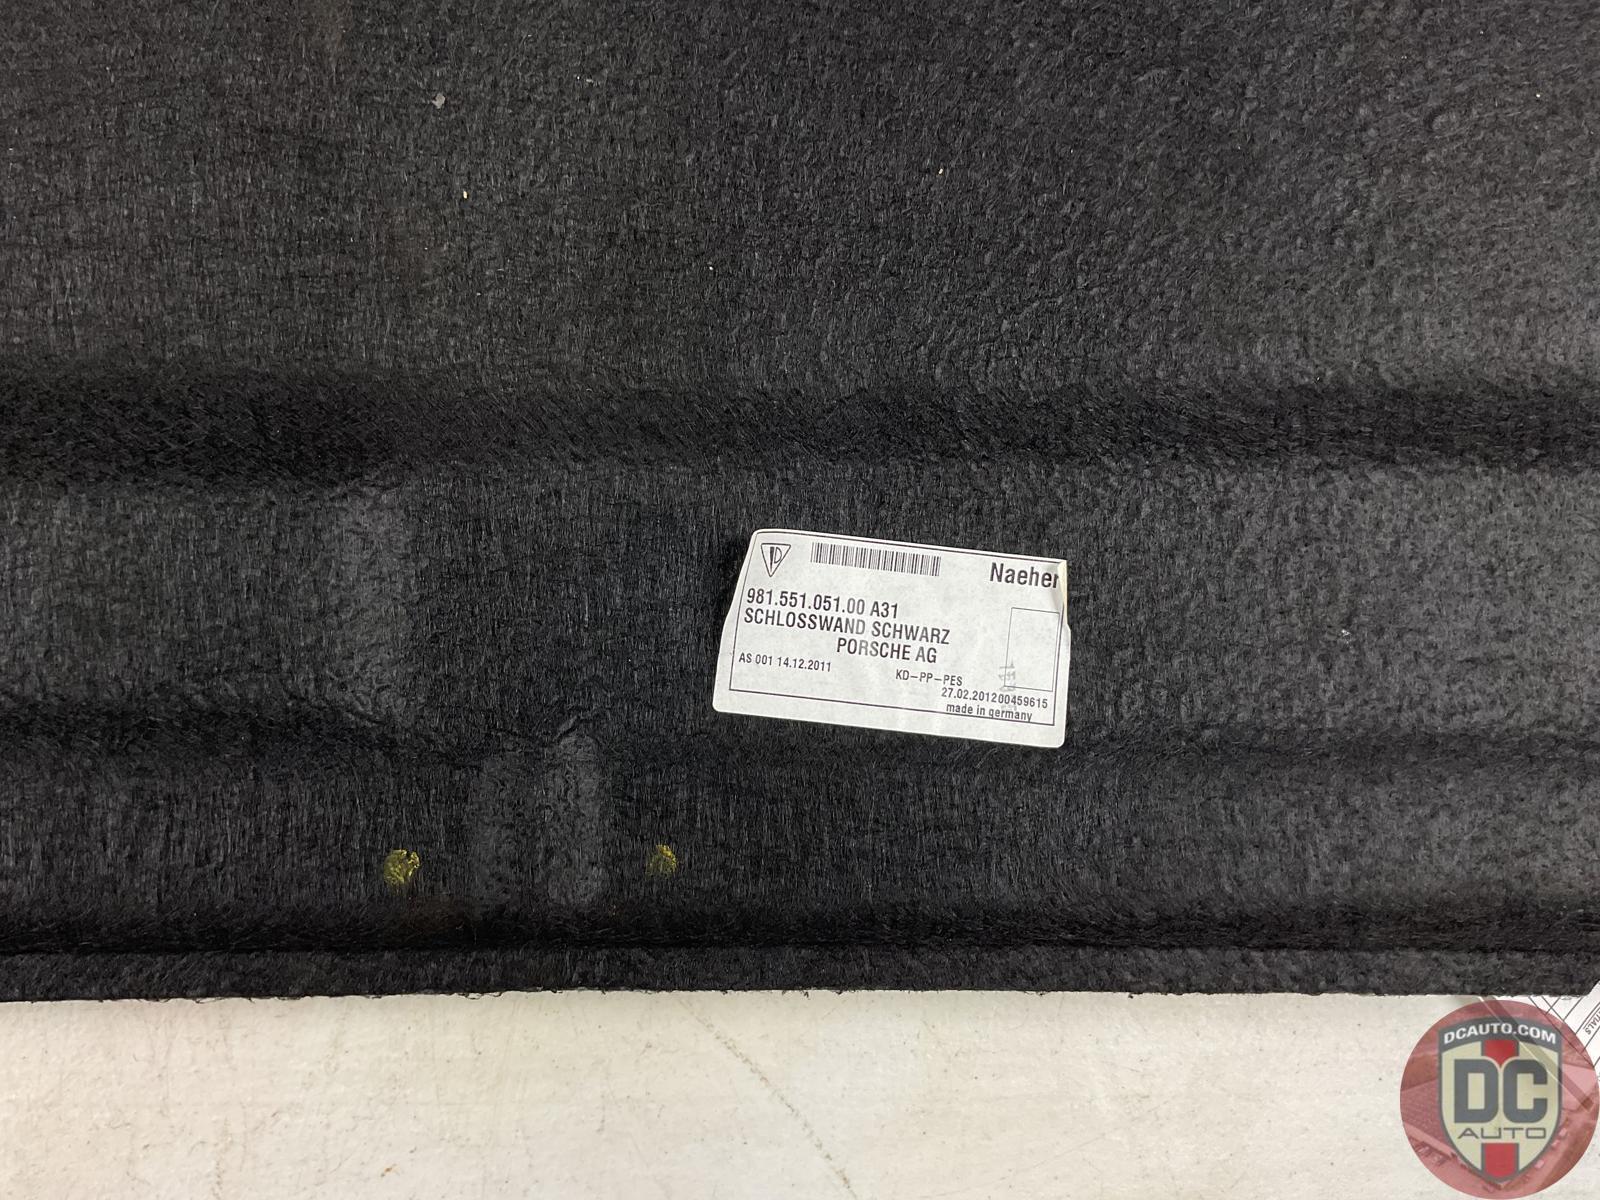 Naeher
981.551.051.00 A31
SCHLOSSWAND SCHWARZ
PORSCHE AG
AS 001 14.12.2011
KD-PP-PES
27.02.201200459615
made in germany
DCAUTO.COM
DC
AUTO